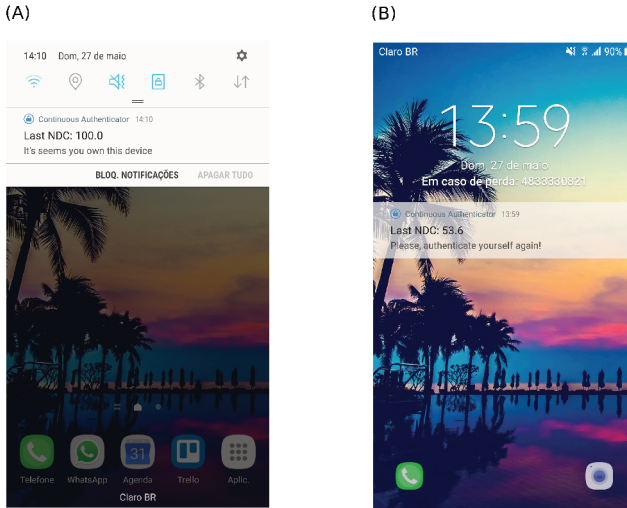 (A)
14:10 Dom, 27 de maio
Continuous Authenticator 14:10
Last NDC: 100.0
It's seems you own this device
BLOQ. NOTIFICAÇÕES APAGAR TUDO
31
Telefone WhatsApp Agenda Trello Aplic.
Claro BR
(B)
Claro BR 90%
13:59
Dom, 27 de maio
Em caso de perda: 4833330821
Continuous Authenticator 13:59
Last NDC: 53.6
Please, authenticate yourself again!